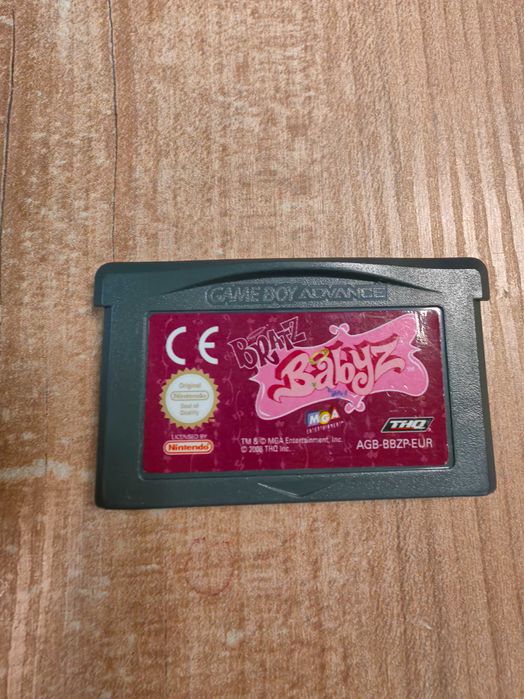 GAME BOY ADVANCE
CE
BRATZ
Babyz
Original
Nintendo
Seal of
Quality
LICENSED BY
Nintendo
MGA
ENTERTAINMENT
TM & © MGA Entertainment, Inc.
© 2006 THQ Inc.
THQ
AGB-BBZP-EUR